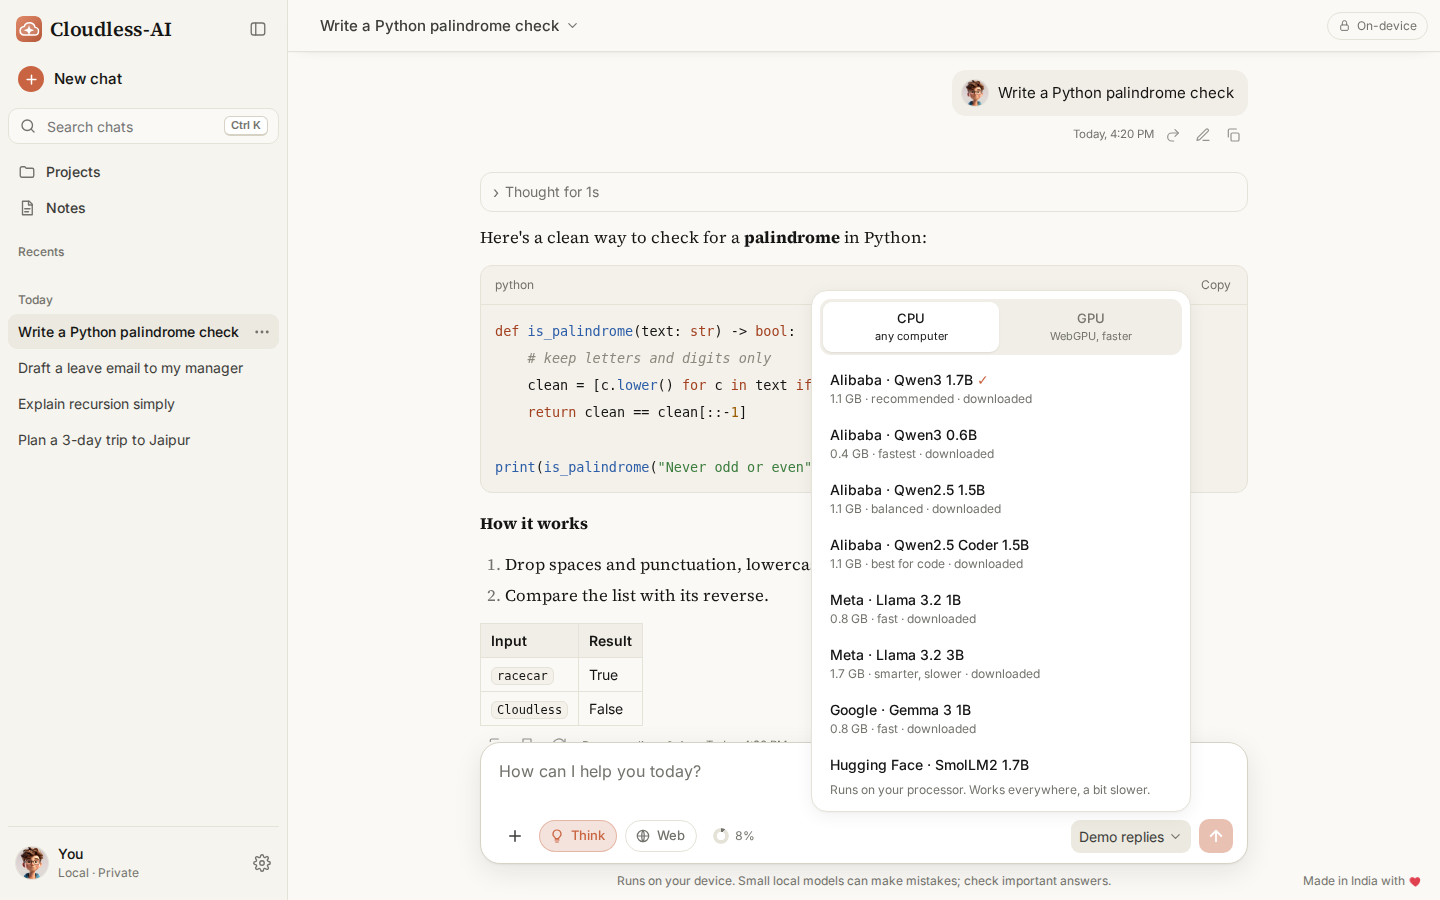 Cloudless-AI
New chat
Search chats
Ctrl K
Projects
Notes
Recents
Today
Write a Python palindrome check
Draft a leave email to my manager
Explain recursion simply
Plan a 3-day trip to Jaipur
You
Local · Private
Write a Python palindrome check
On-device
Write a Python palindrome check
Today, 4:20 PM
› Thought for 1s
Here's a clean way to check for a palindrome in Python:
python
Copy
def is_palindrome(text: str) -> bool:
    # keep letters and digits only
    clean = [c.lower() for c in text if
    return clean == clean[::-1]
print(is_palindrome("Never odd or even"
How it works
1. Drop spaces and punctuation, lowerca
2. Compare the list with its reverse.
Input Result
racecar True
Cloudless False
CPU
any computer
GPU
WebGPU, faster
Alibaba · Qwen3 1.7B ✓
1.1 GB · recommended · downloaded
Alibaba · Qwen3 0.6B
0.4 GB · fastest · downloaded
Alibaba · Qwen2.5 1.5B
1.1 GB · balanced · downloaded
Alibaba · Qwen2.5 Coder 1.5B
1.1 GB · best for code · downloaded
Meta · Llama 3.2 1B
0.8 GB · fast · downloaded
Meta · Llama 3.2 3B
1.7 GB · smarter, slower · downloaded
Google · Gemma 3 1B
0.8 GB · fast · downloaded
Hugging Face · SmolLM2 1.7B
Runs on your processor. Works everywhere, a bit slower.
How can I help you today?
Think
Web
8%
Demo replies
Runs on your device. Small local models can make mistakes; check important answers.
Made in India with